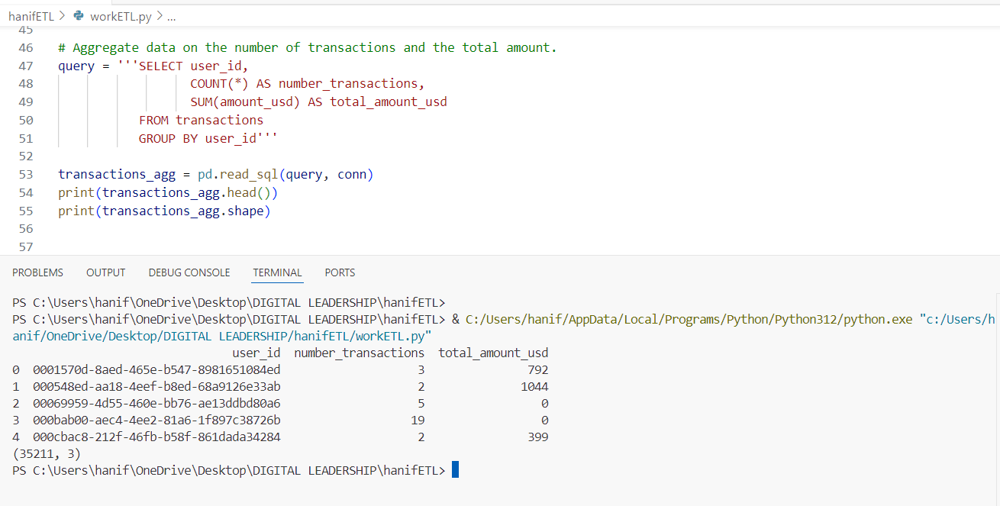 hanifETL > workETL.py > ...
45
46 # Aggregate data on the number of transactions and the total amount.
47 query = '''SELECT user_id,
48 COUNT(*) AS number_transactions,
49 SUM(amount_usd) AS total_amount_usd
50 FROM transactions
51 GROUP BY user_id'''
52
53 transactions_agg = pd.read_sql(query, conn)
54 print(transactions_agg.head())
55 print(transactions_agg.shape)
56
57
PROBLEMS OUTPUT DEBUG CONSOLE TERMINAL PORTS
PS C:\Users\hanif\OneDrive\Desktop\DIGITAL LEADERSHIP\hanifETL>
PS C:\Users\hanif\OneDrive\Desktop\DIGITAL LEADERSHIP\hanifETL> & C:/Users/hanif/AppData/Local/Programs/Python/Python312/python.exe "c:/Users/h
anif/OneDrive/Desktop/DIGITAL LEADERSHIP/hanifETL/workETL.py"
user_id number_transactions total_amount_usd
0 0001570d-8aed-465e-b547-8981651084ed 3 792
1 000548ed-aa18-4eef-b8ed-68a9126e33ab 2 1044
2 00069959-4d55-460e-bb76-ae13ddbd80a6 5 0
3 000bab00-aec4-4ee2-81a6-1f897c38726b 19 0
4 000cbac8-212f-46fb-b58f-861dada34284 2 399
(35211, 3)
PS C:\Users\hanif\OneDrive\Desktop\DIGITAL LEADERSHIP\hanifETL>